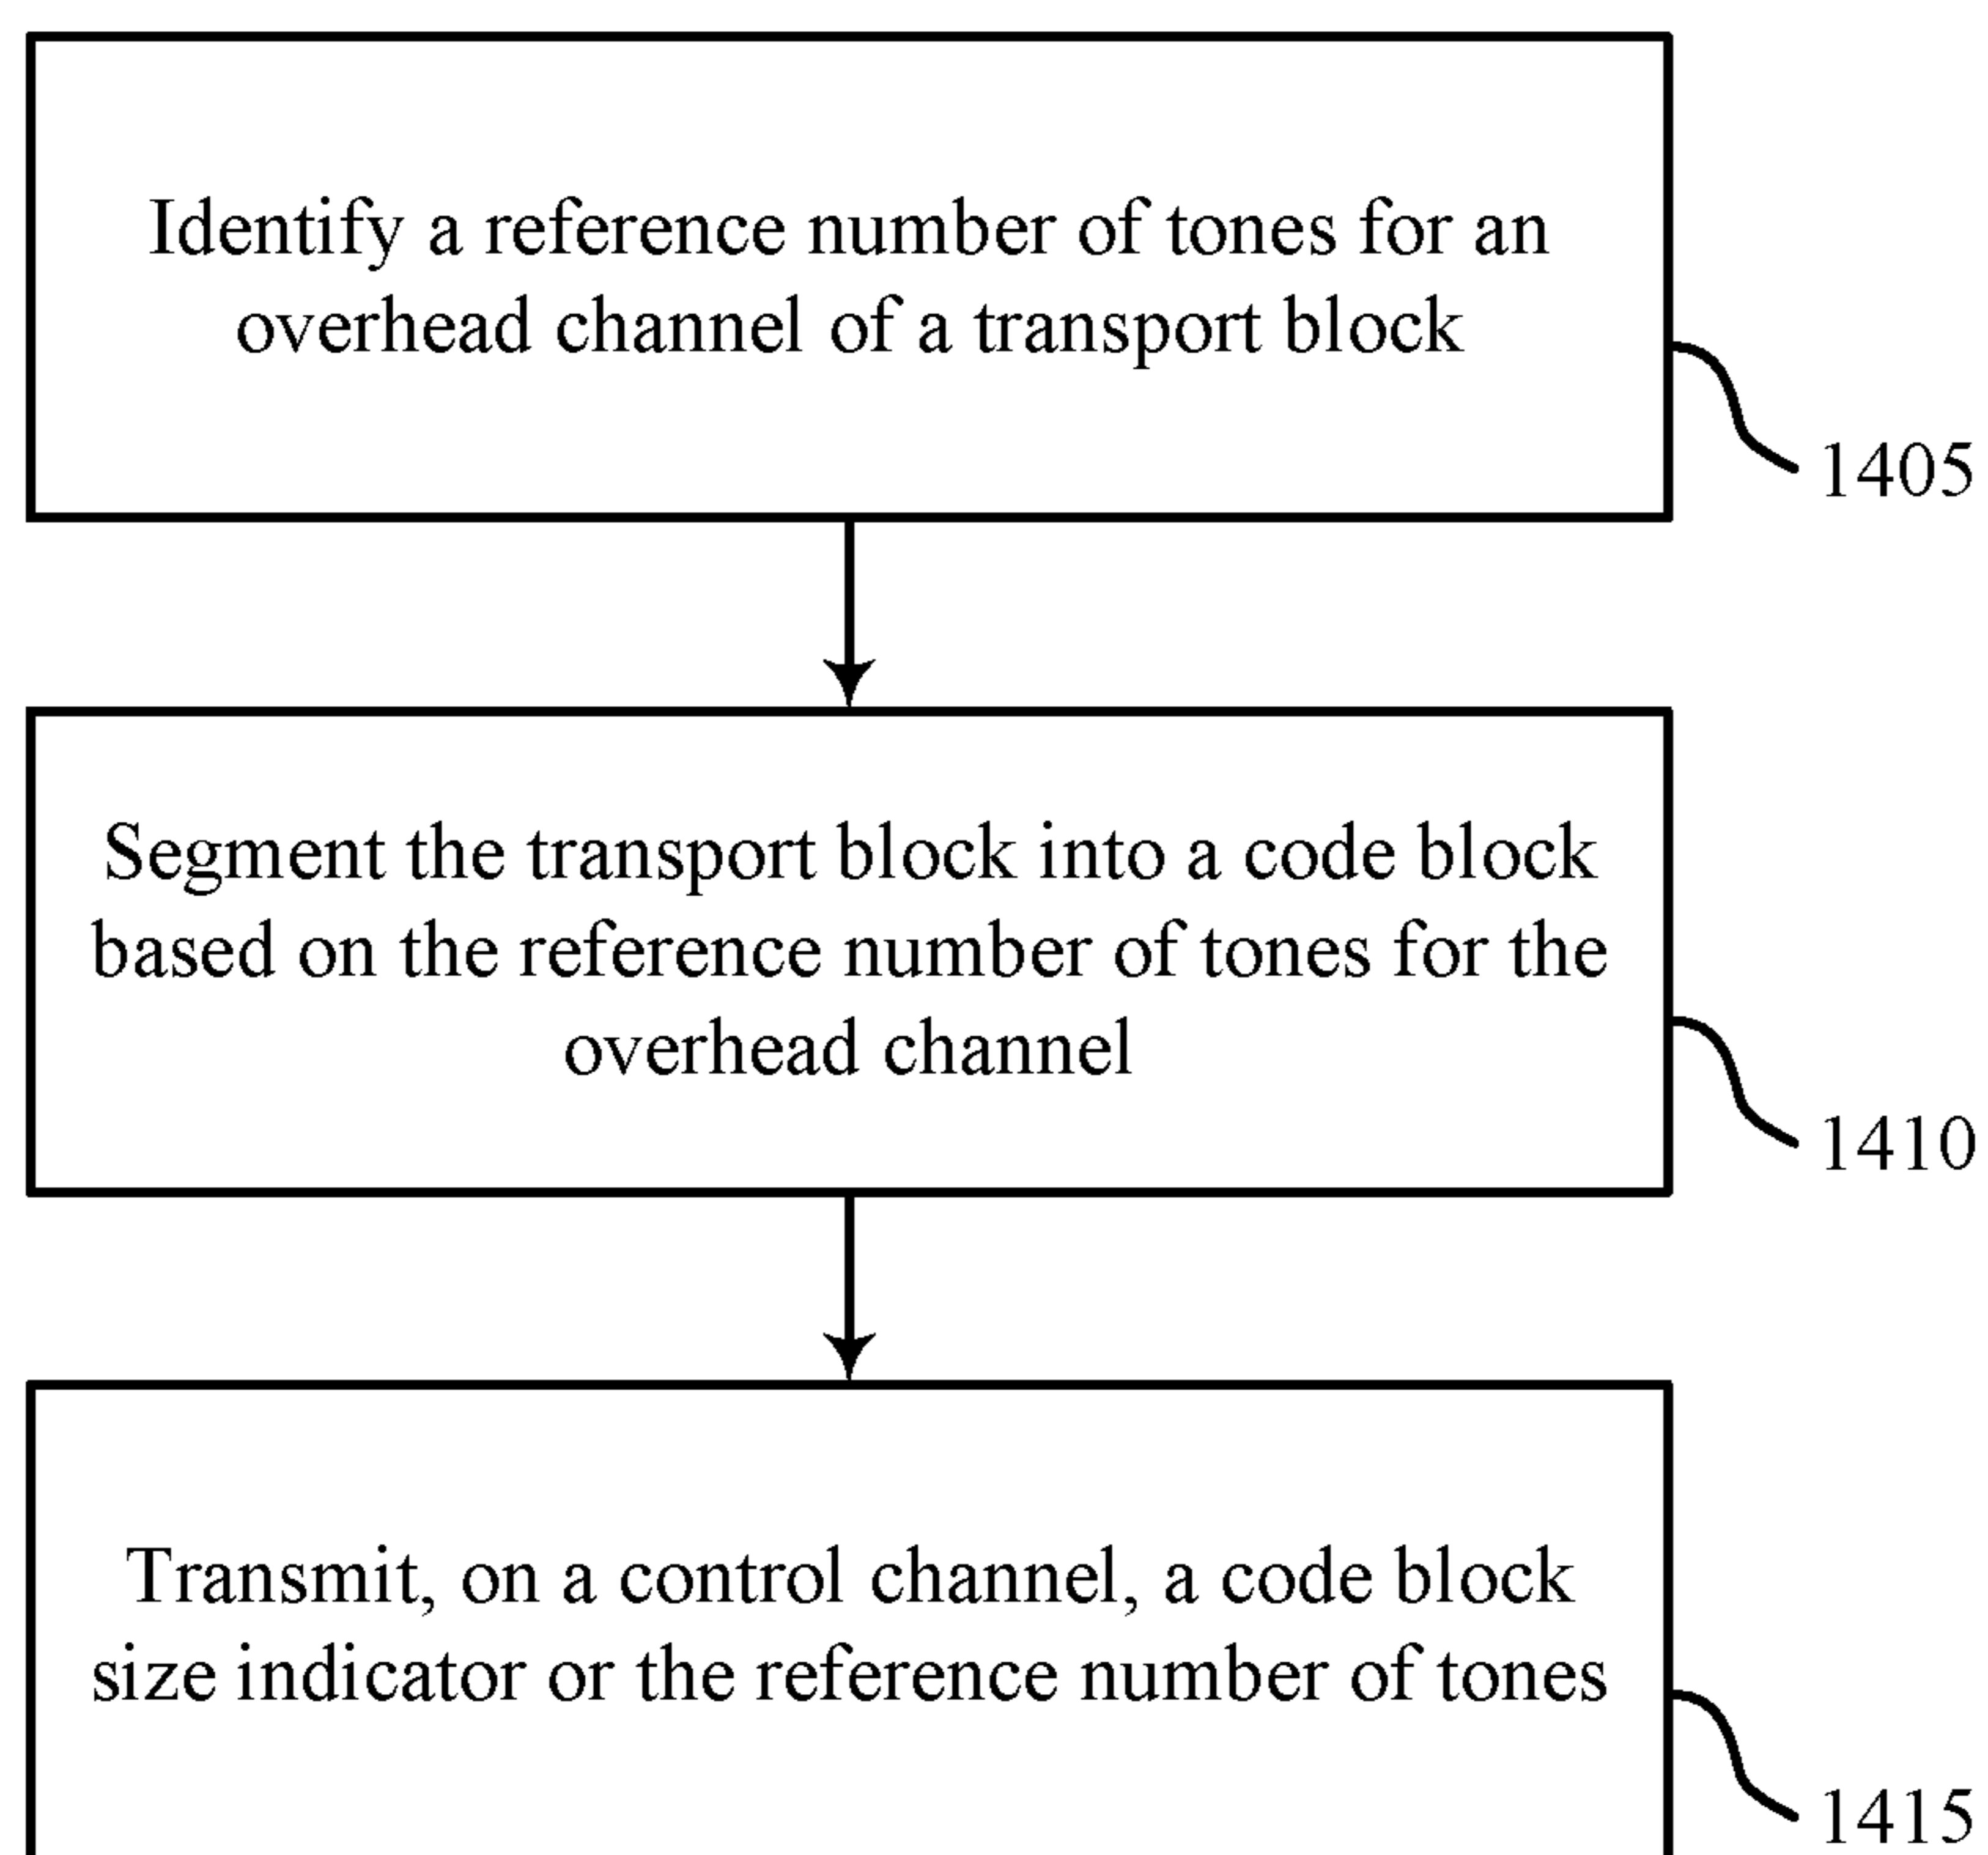 Identify a reference number of tones for an
overhead channel of a transport block
1405
Segment the transport block into a code block
based on the reference number of tones for the
overhead channel
1410
Transmit, on a control channel, a code block
size indicator or the reference number of tones
1415